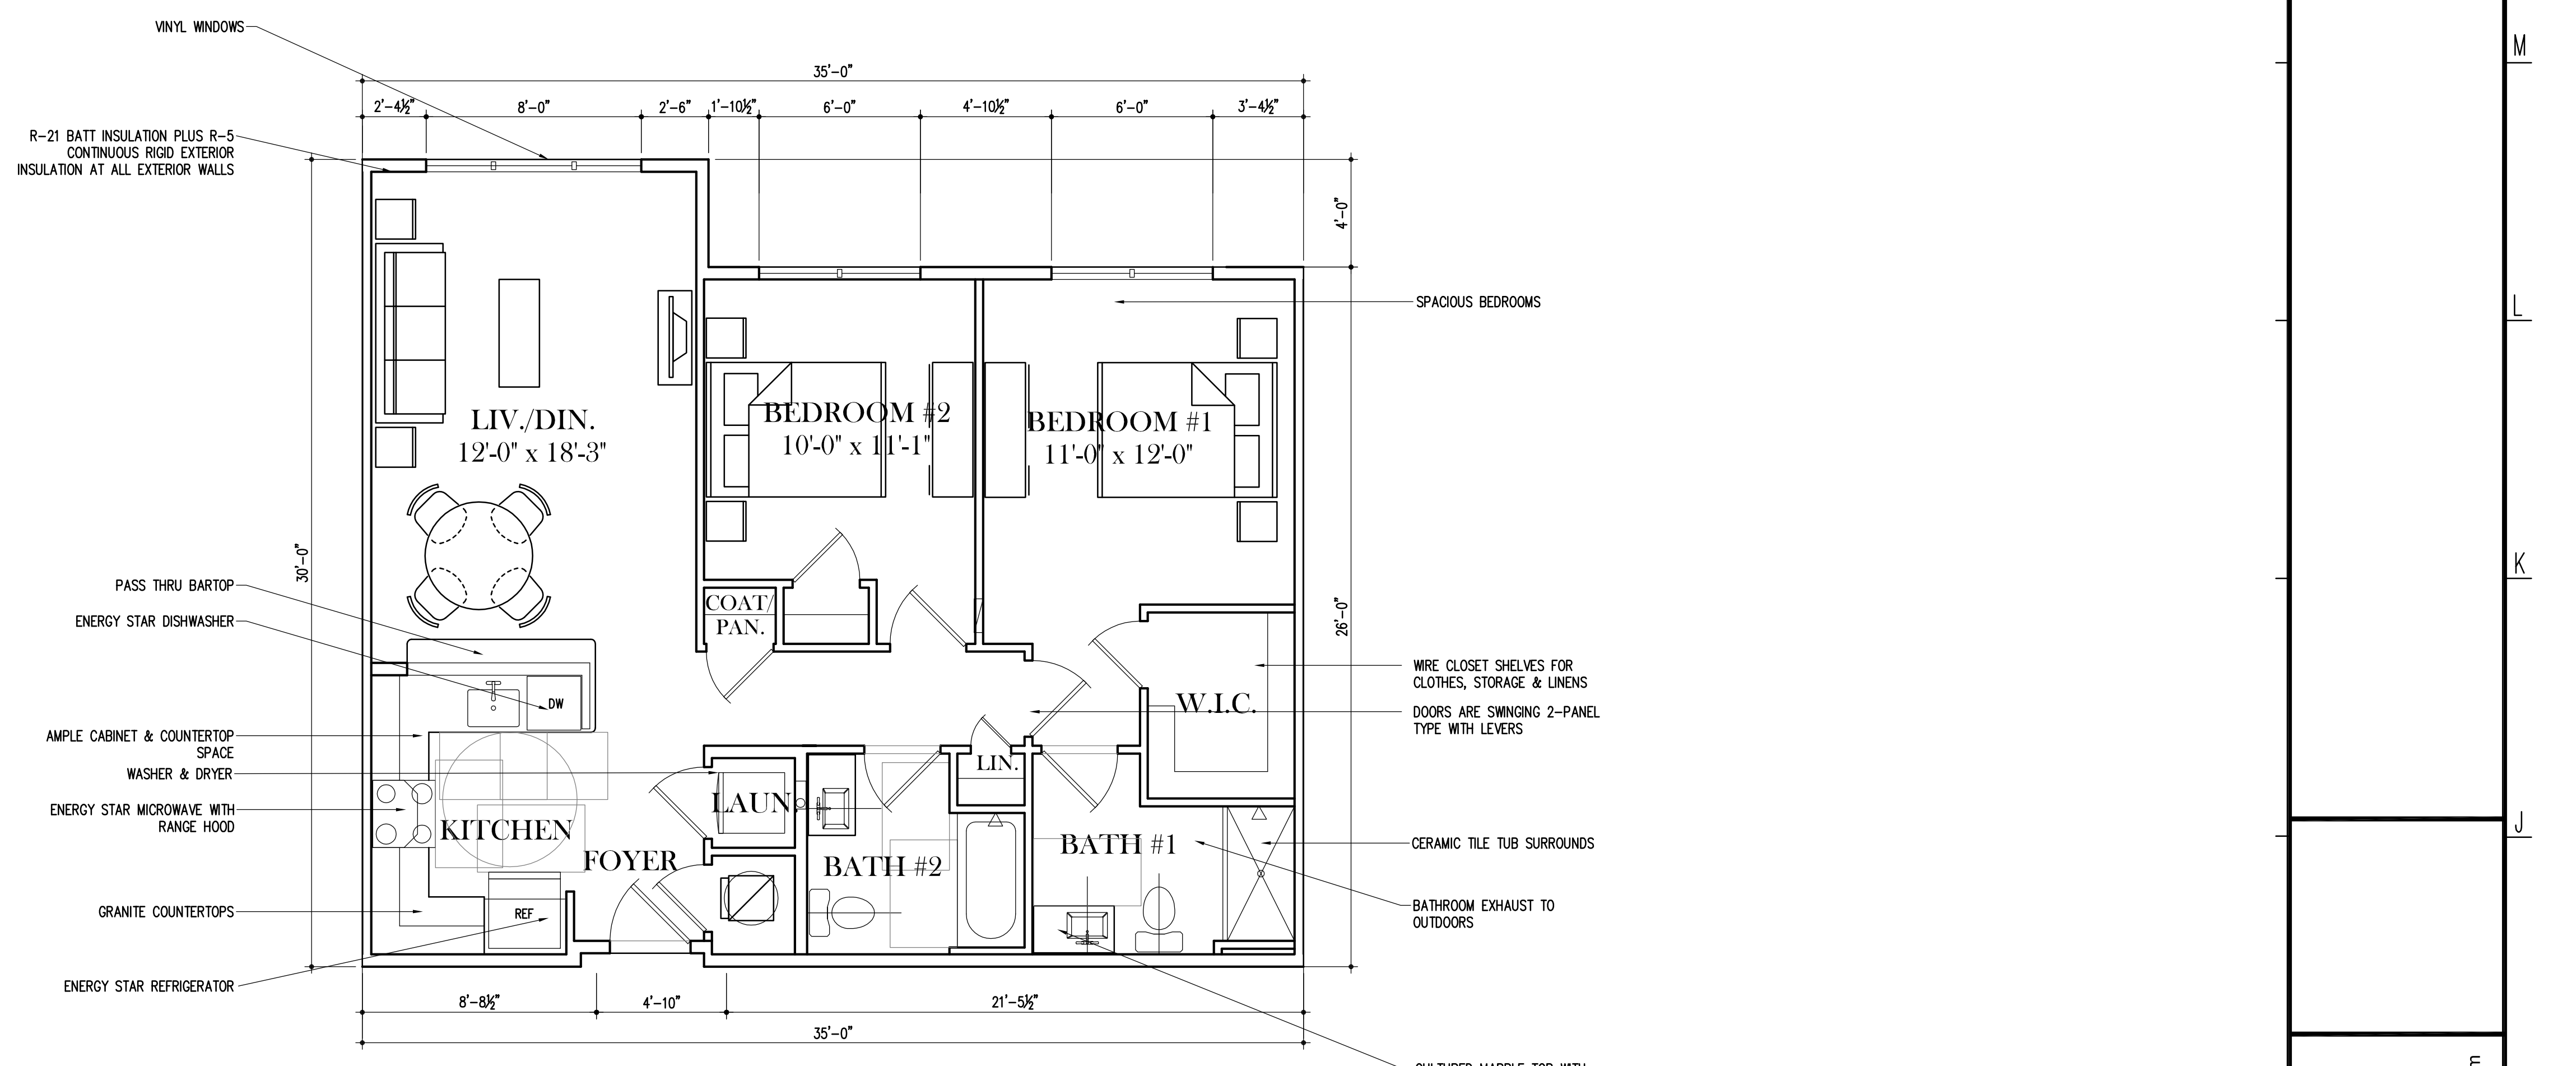 VINYL WINDOWS
M
35'-0"
2'-4½"
8'-0"
2'-6"
1'-10½"
6'-0"
4'-10½"
6'-0"
3'-4½"
R-21 BATT INSULATION PLUS R-5
CONTINUOUS RIGID EXTERIOR
INSULATION AT ALL EXTERIOR WALLS
4'-0"
SPACIOUS BEDROOMS
L
LIV./DIN.
12'-0" x 18'-3"
BEDROOM #2
10'-0" x 11'-1"
BEDROOM #1
11'-0" x 12'-0"
30'-0"
26'-0"
K
PASS THRU BARTOP
ENERGY STAR DISHWASHER
COAT/
PAN.
WIRE CLOSET SHELVES FOR
CLOTHES, STORAGE & LINENS
DW
W.I.C.
DOORS ARE SWINGING 2-PANEL
TYPE WITH LEVERS
AMPLE CABINET & COUNTERTOP
SPACE
WASHER & DRYER
LIN.
ENERGY STAR MICROWAVE WITH
RANGE HOOD
KITCHEN
LAUN.
FOYER
BATH #2
BATH #1
J
CERAMIC TILE TUB SURROUNDS
GRANITE COUNTERTOPS
REF
BATHROOM EXHAUST TO
OUTDOORS
ENERGY STAR REFRIGERATOR
8'-8½"
4'-10"
21'-5½"
35'-0"